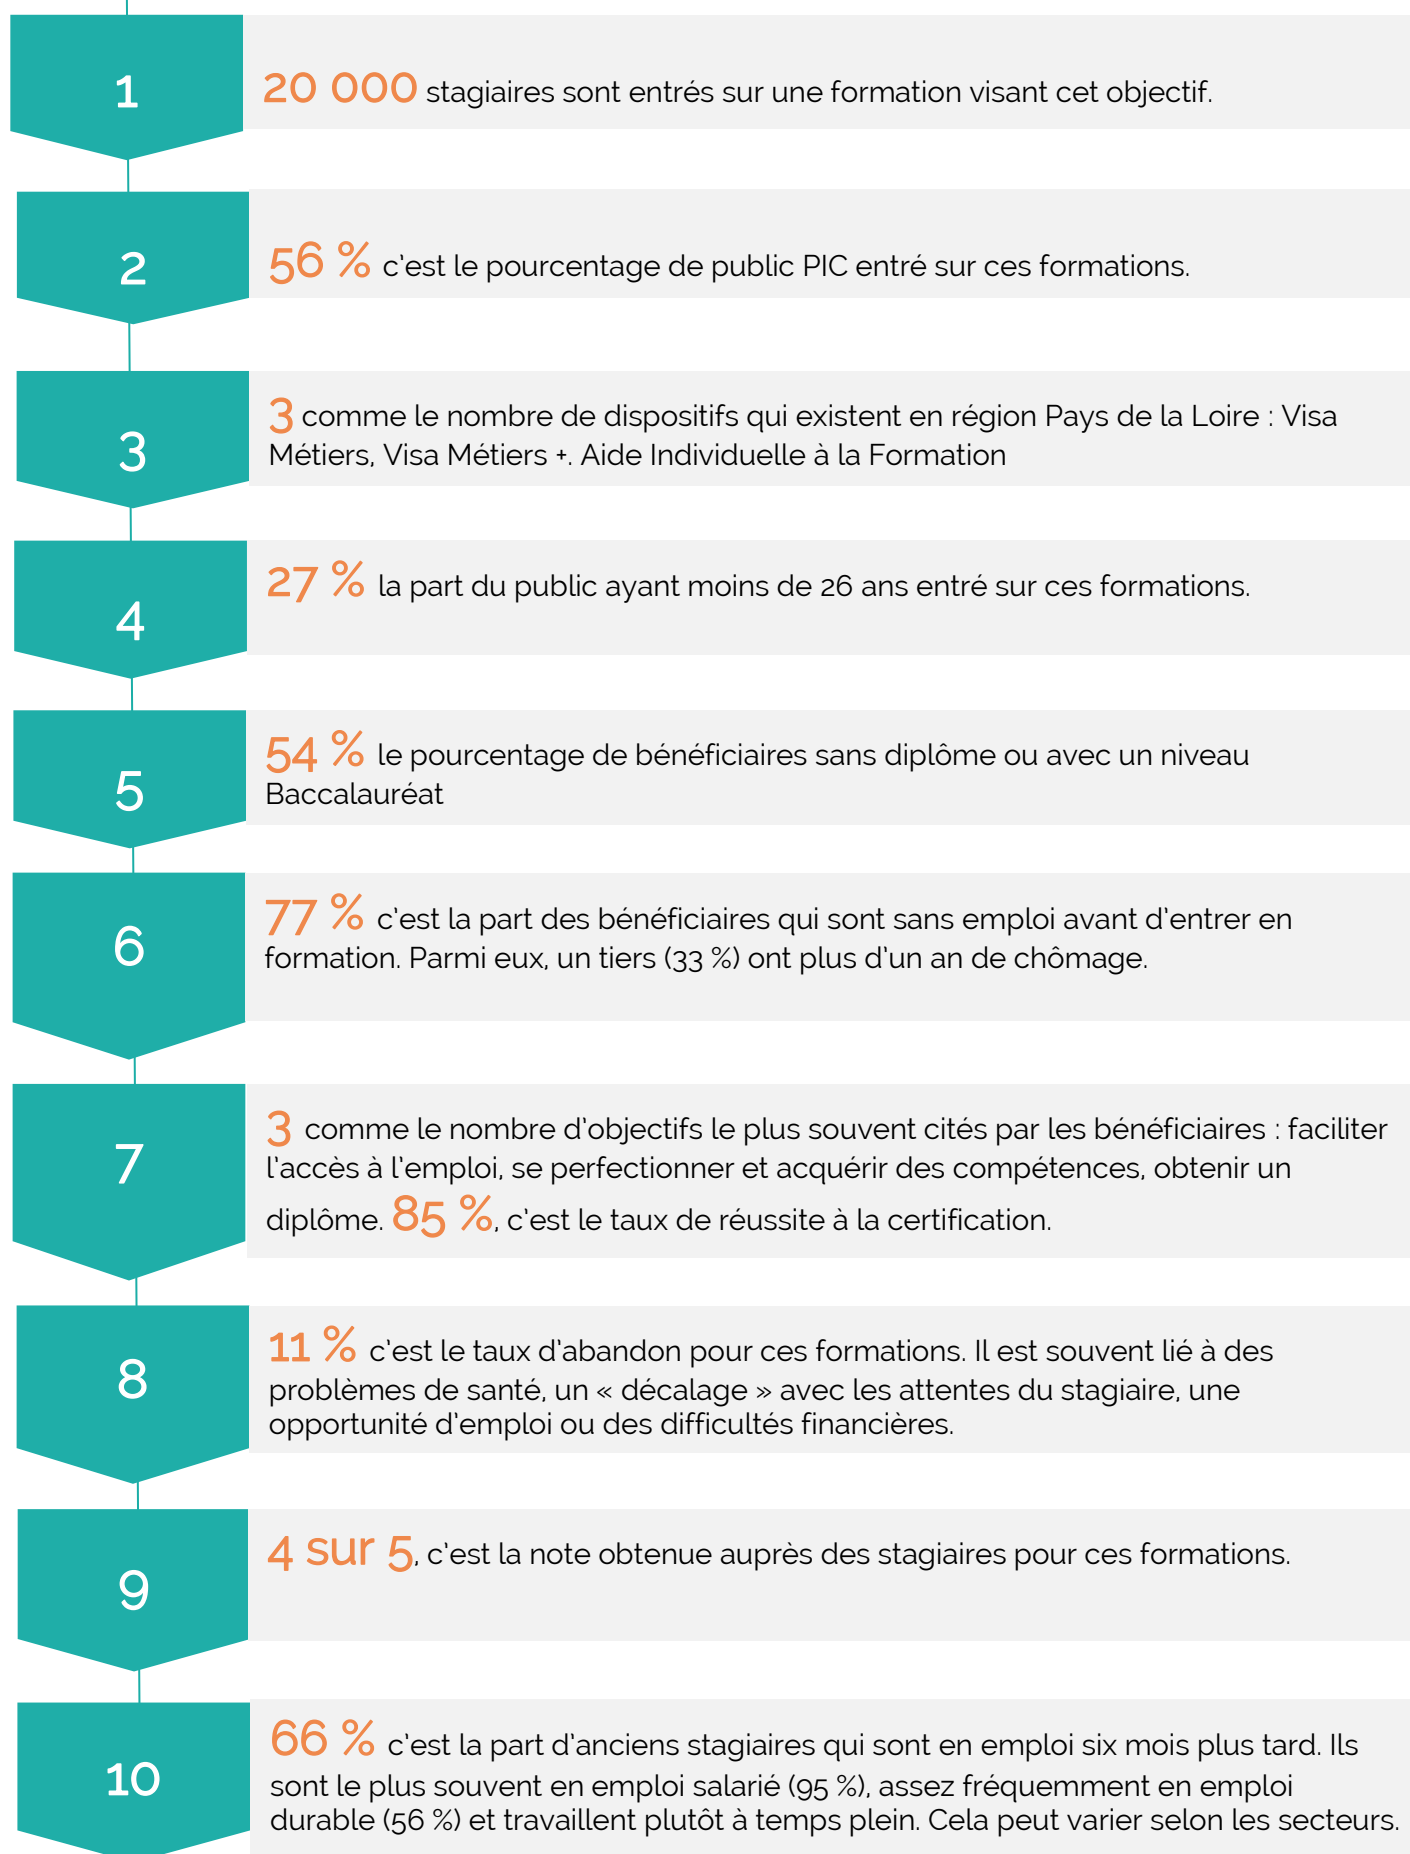 1
20 000 stagiaires sont entrés sur une formation visant cet objectif.
2
56 % c'est le pourcentage de public PIC entré sur ces formations.
3
3 comme le nombre de dispositifs qui existent en région Pays de la Loire : Visa
Métiers, Visa Métiers +. Aide Individuelle à la Formation
4
27 % la part du public ayant moins de 26 ans entré sur ces formations.
5
54 % le pourcentage de bénéficiaires sans diplôme ou avec un niveau
Baccalauréat
6
77 % c'est la part des bénéficiaires qui sont sans emploi avant d'entrer en
formation. Parmi eux, un tiers (33 %) ont plus d'un an de chômage.
7
3 comme le nombre d'objectifs le plus souvent cités par les bénéficiaires : faciliter
l'accès à l'emploi, se perfectionner et acquérir des compétences, obtenir un
diplôme. 85 %, c'est le taux de réussite à la certification.
8
11 % c'est le taux d'abandon pour ces formations. Il est souvent lié à des
problèmes de santé, un « décalage » avec les attentes du stagiaire, une
opportunité d'emploi ou des difficultés financières.
9
4 sur 5, c'est la note obtenue auprès des stagiaires pour ces formations.
10
66 % c'est la part d'anciens stagiaires qui sont en emploi six mois plus tard. Ils
sont le plus souvent en emploi salarié (95 %), assez fréquemment en emploi
durable (56 %) et travaillent plutôt à temps plein. Cela peut varier selon les secteurs.